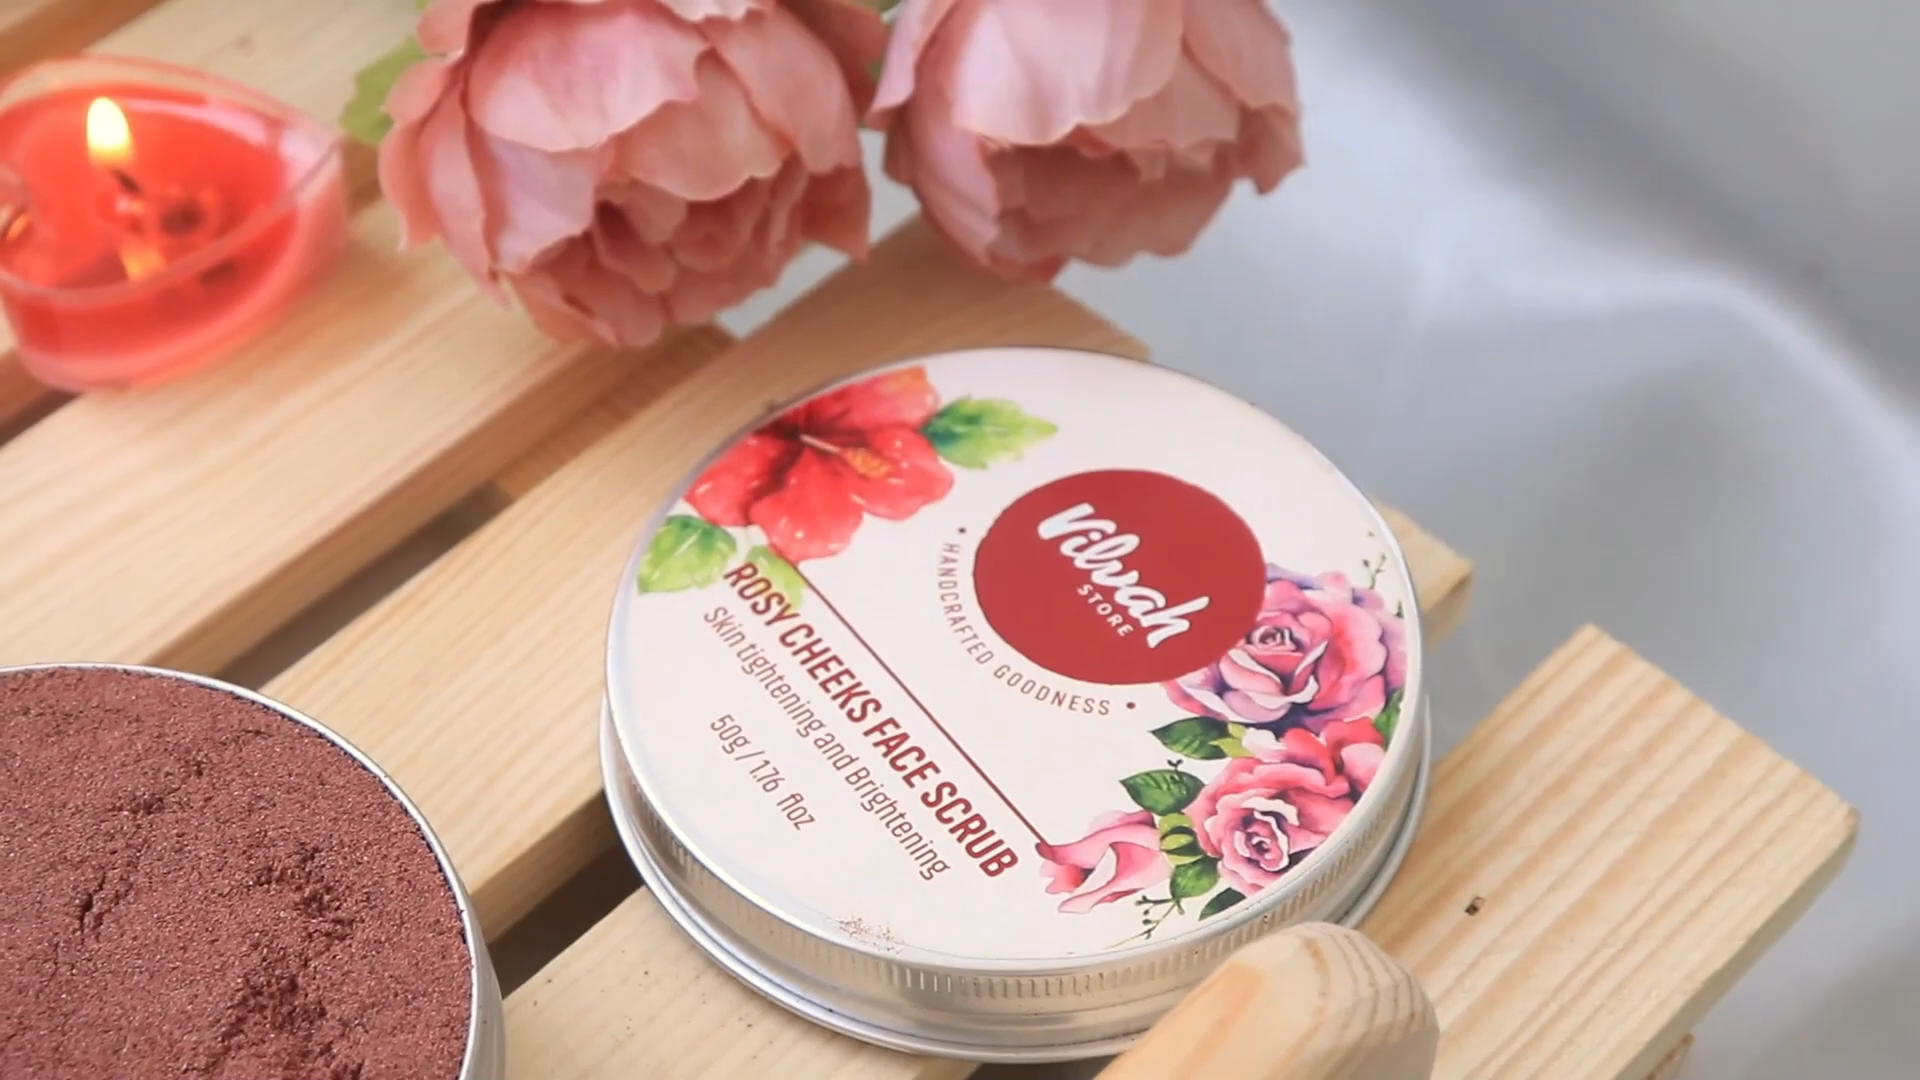 Vilvah
STORE
• HANDCRAFTED GOODNESS •
ROSY CHEEKS FACE SCRUB
Skin tightening and Brightening
50g / 1.76 floz